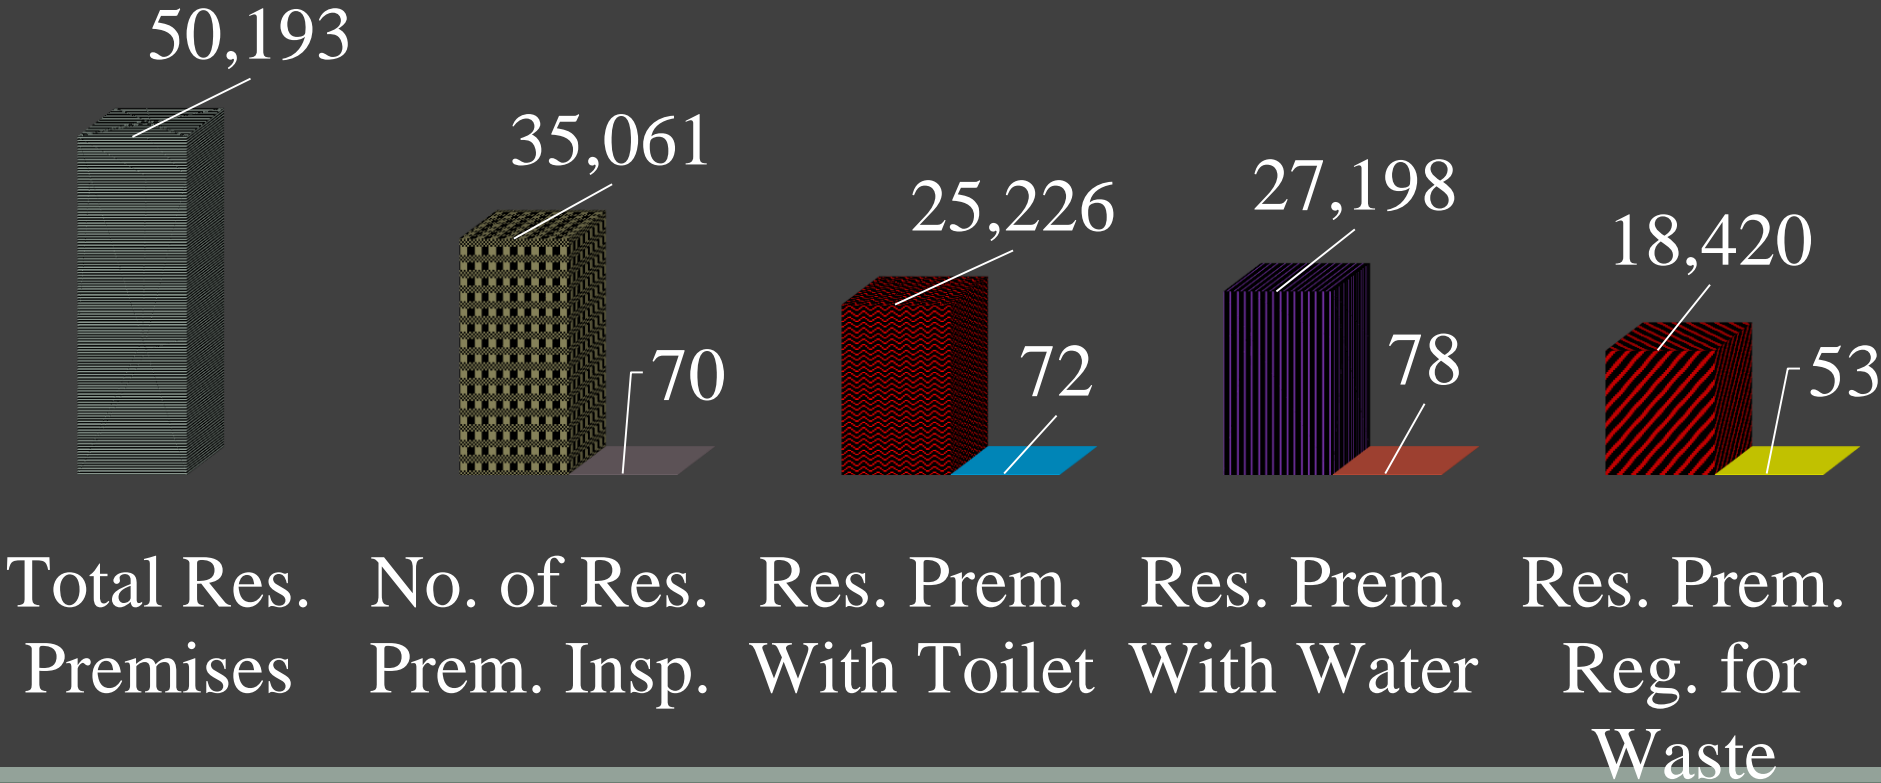 50,193
35,061
25,226
27,198
18,420
70
72
78
53
Total Res.
Premises
No. of Res.
Prem. Insp.
Res. Prem.
With Toilet
Res. Prem.
With Water
Res. Prem.
Reg. for
Waste